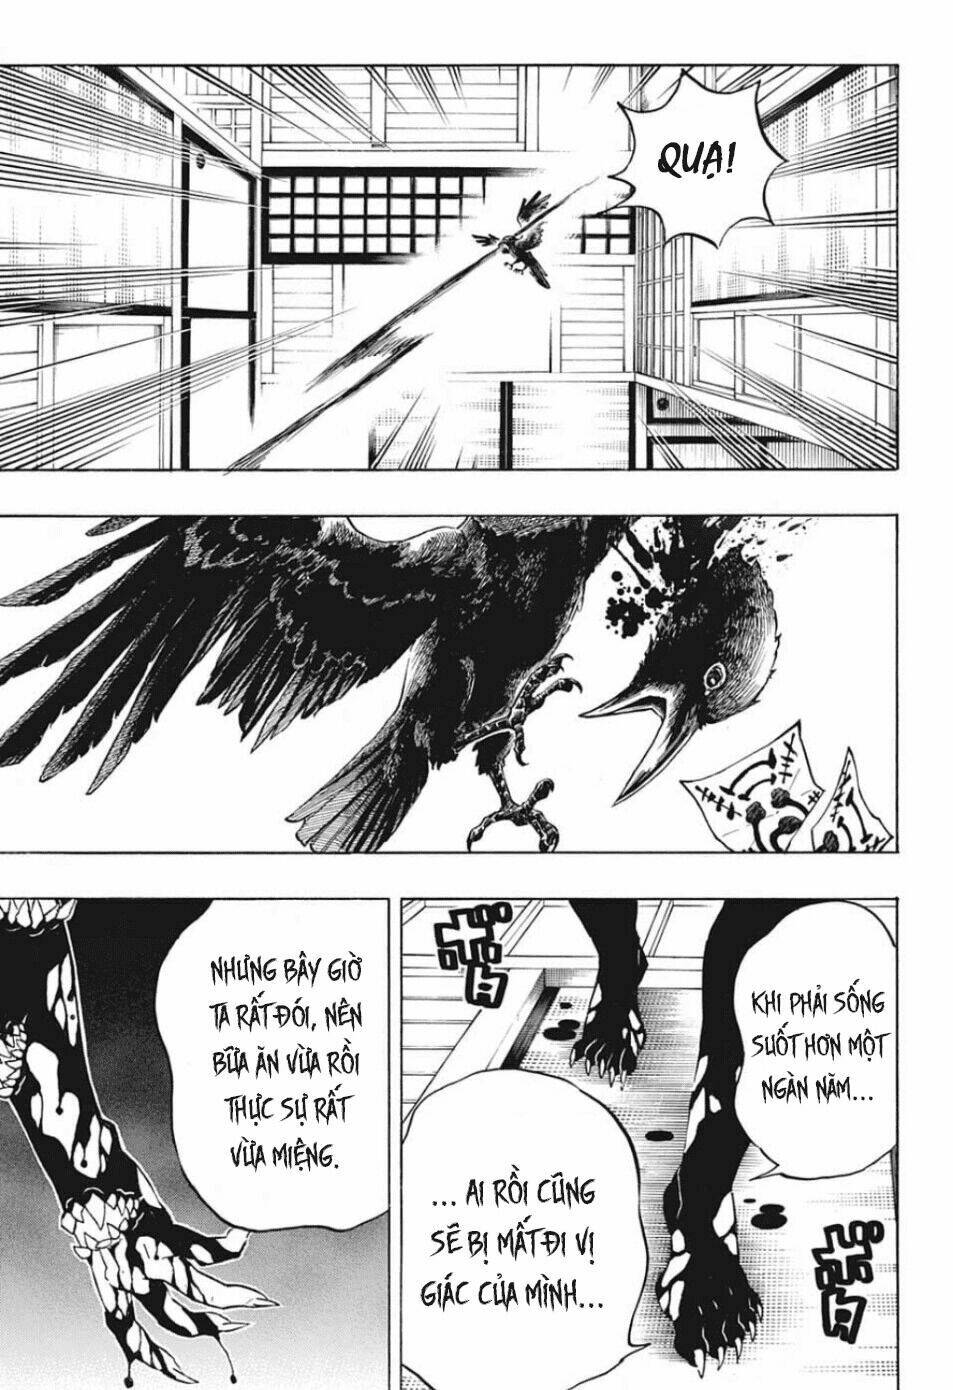 QUẠ!
KHI PHẢI SỐNG
SUỐT HƠN MỘT
NGÀN NĂM...
... AI RỒI CŨNG
SẼ BỊ MẤT ĐI VỊ
GIÁC CỦA MÌNH...
NHƯNG BÂY GIỜ
TA RẤT ĐÓI, NÊN
BỮA ĂN VỪA RỒI
THỰC SỰ RẤT
VỪA MIỆNG.